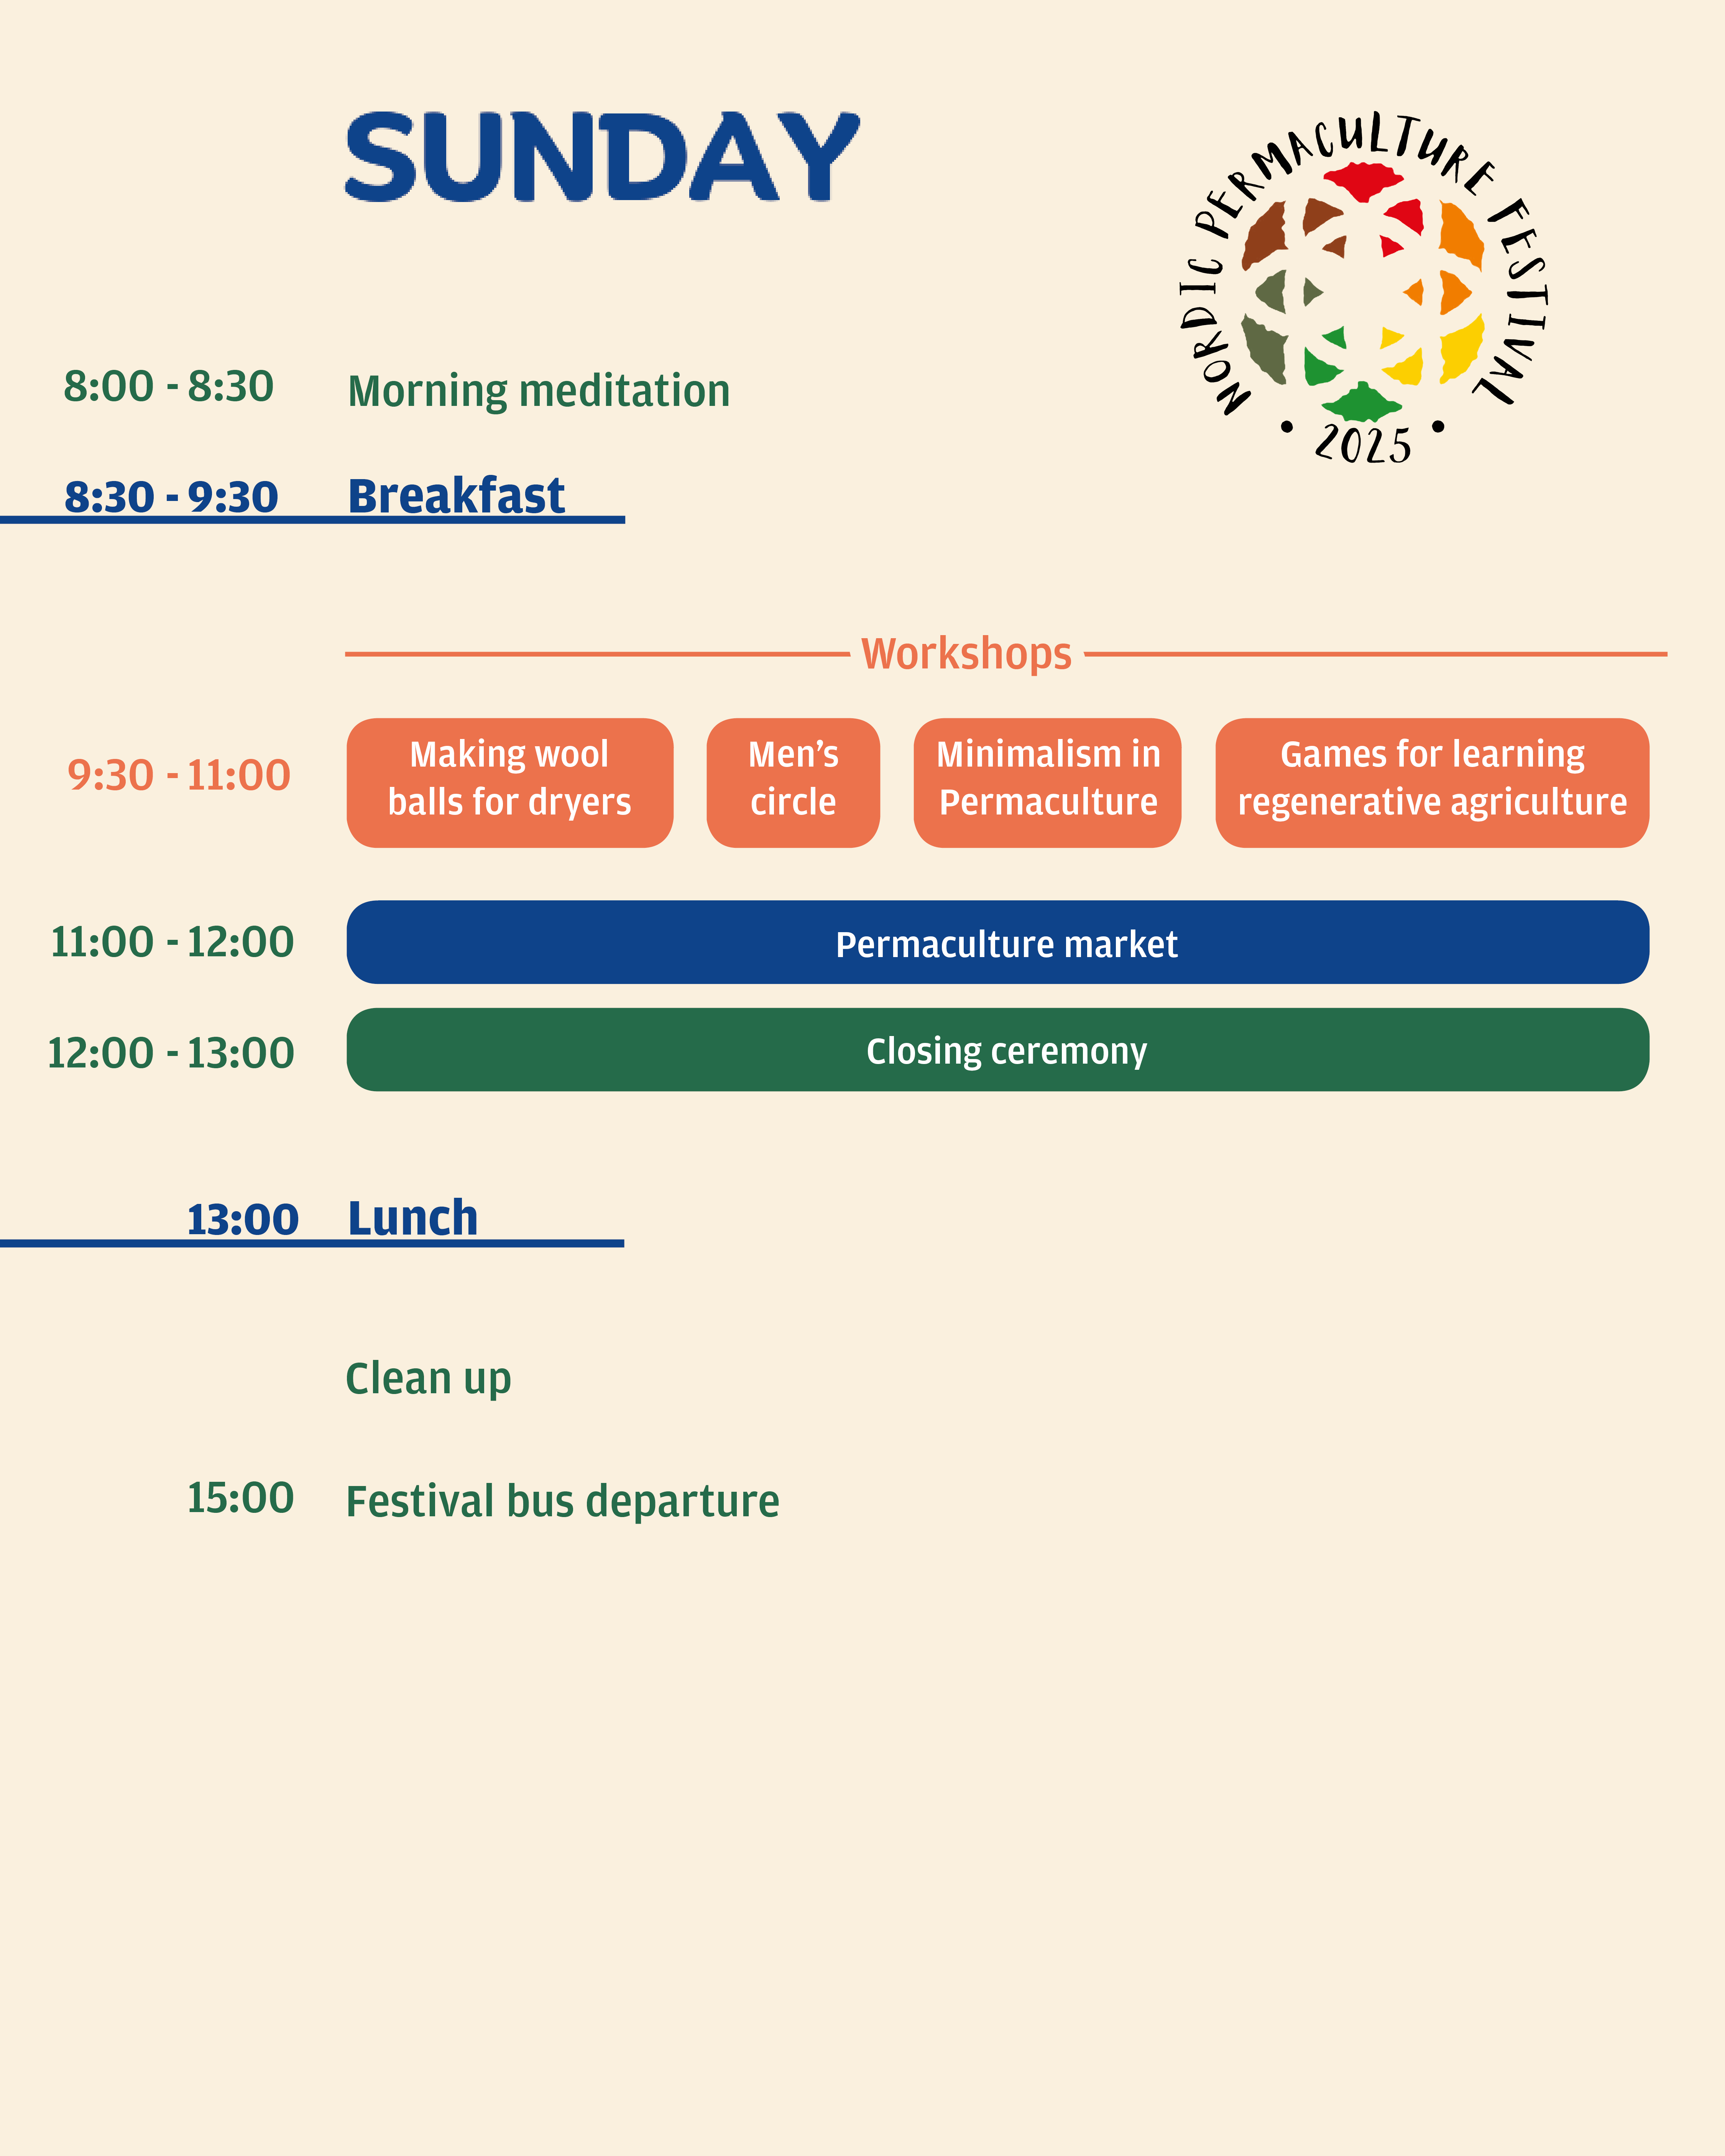 SUNDAY
NORDIC PERMACULTURE FESTIVAL
• 2025 •
8:00 - 8:30 Morning meditation
8:30 - 9:30 Breakfast
Workshops
9:30 - 11:00
Making wool
balls for dryers
Men’s
circle
Minimalism in
Permaculture
Games for learning
regenerative agriculture
11:00 - 12:00 Permaculture market
12:00 - 13:00 Closing ceremony
13:00 Lunch
Clean up
15:00 Festival bus departure